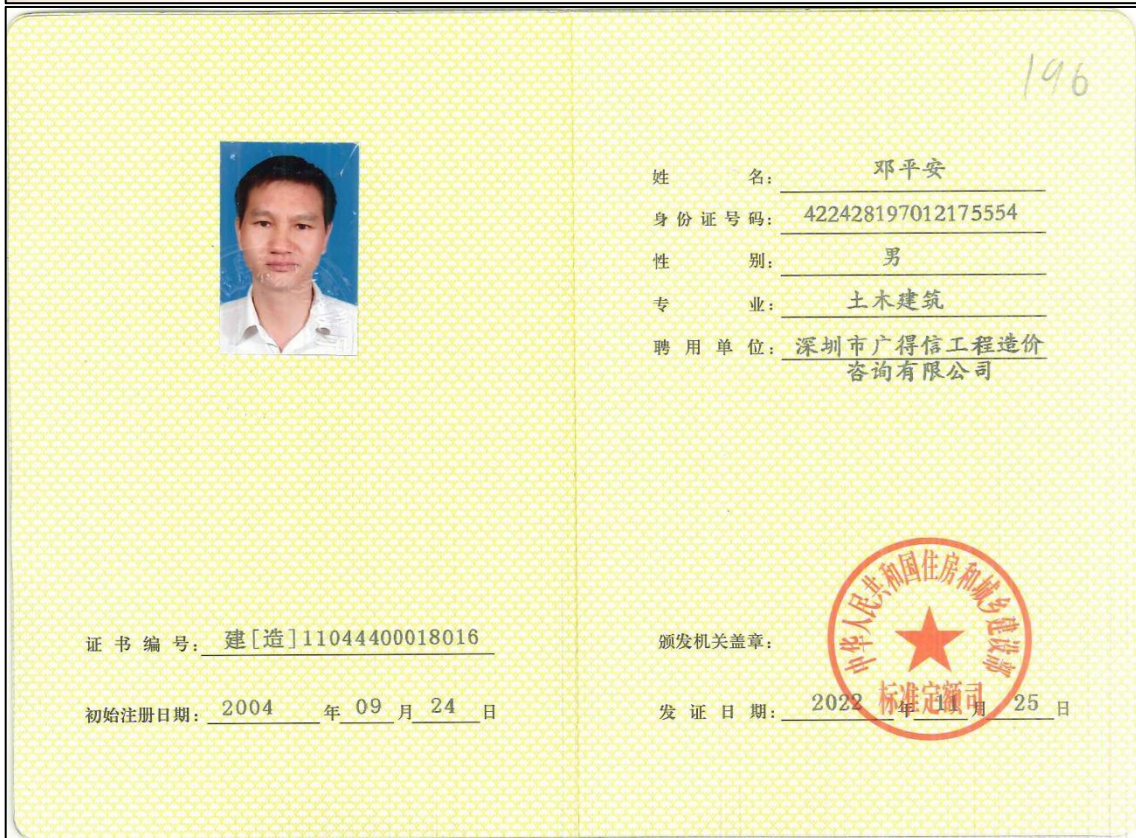 196
姓 名: 邓平安
身份证号码: 422428197012175554
性 别: 男
专 业: 土木建筑
聘用单位: 深圳市广得信工程造价
咨询有限公司
证书编号: 建[造]11044400018016
初始注册日期: 2004 年 09 月 24 日
颁发机关盖章:
中华人民共和国住房和城乡建设部
标准定额司
发证日期: 2022 年 11 月 25 日